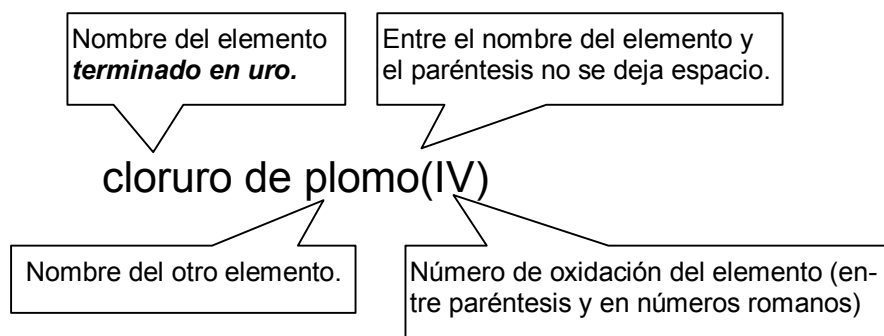 Nombre del elemento
terminado en uro.
Entre el nombre del elemento y
el paréntesis no se deja espacio.
cloruro de plomo(IV)
Nombre del otro elemento.
Número de oxidación del elemento (en-
tre paréntesis y en números romanos)